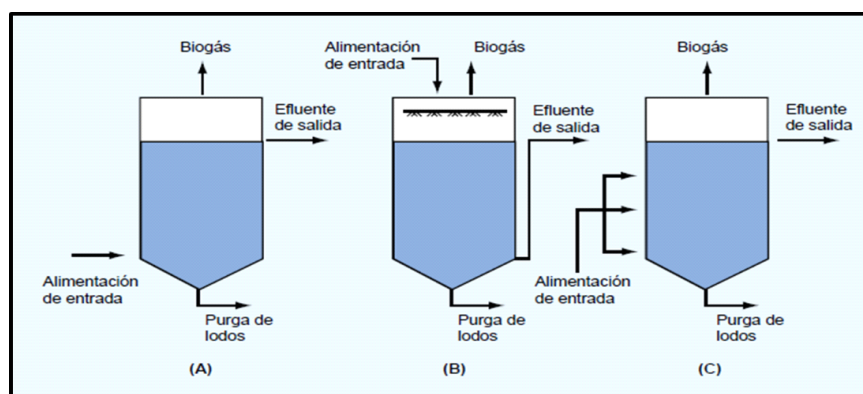 Biogás
Efluente
de salida
Alimentación
de entrada
Purga de
lodos
(A)
Alimentación
de entrada
Biogás
Efluente
de salida
Purga de
lodos
(B)
Biogás
Efluente
de salida
Alimentación
de entrada
Purga de
lodos
(C)